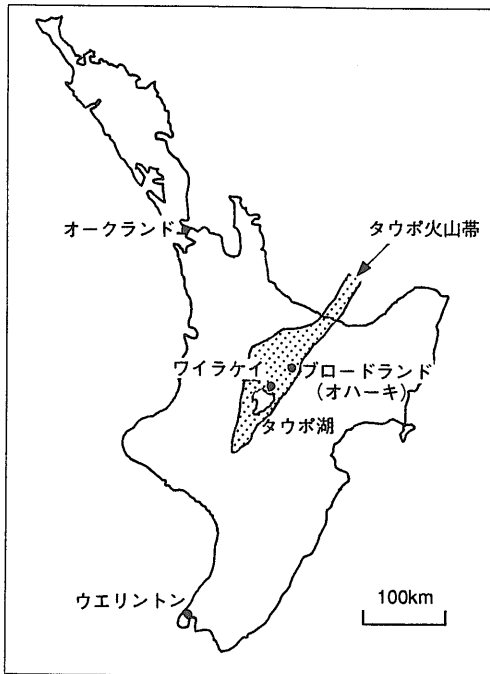 オークランド
タウポ火山帯
ワイラケイ
ブロードランド
(オハーキ)
タウポ湖
ウエリントン
100km